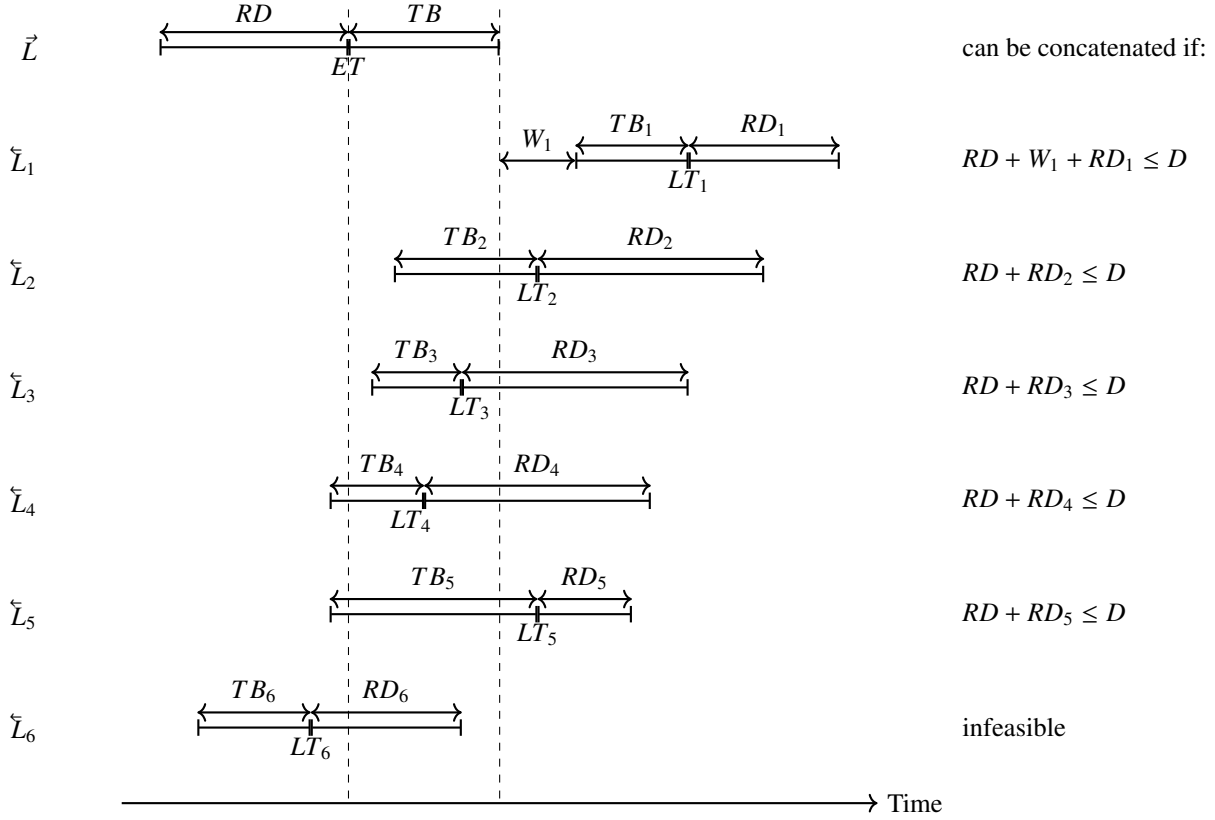 RD TB
L⃗ can be concatenated if:
ET
TB₁ RD₁
W₁
L⃖₁ RD + W₁ + RD₁ ≤ D
LT₁
TB₂ RD₂
L⃖₂ RD + RD₂ ≤ D
LT₂
TB₃ RD₃
L⃖₃ RD + RD₃ ≤ D
LT₃
TB₄ RD₄
L⃖₄ RD + RD₄ ≤ D
LT₄
TB₅ RD₅
L⃖₅ RD + RD₅ ≤ D
LT₅
TB₆ RD₆
L⃖₆ infeasible
LT₆
Time